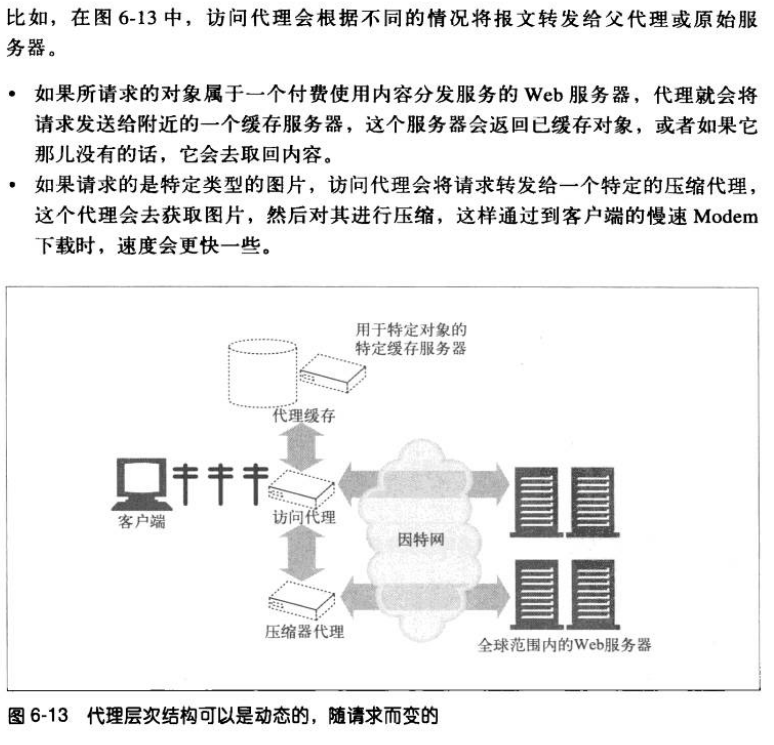 比如，在图 6-13 中，访问代理会根据不同的情况将报文转发给父代理或原始服
务器。
• 如果所请求的对象属于一个付费使用内容分发服务的 Web 服务器，代理就会将
请求发送给附近的一个缓存服务器，这个服务器会返回已缓存对象，或者如果它
那儿没有的话，它会去取回内容。
• 如果请求的是特定类型的图片，访问代理会将请求转发给一个特定的压缩代理，
这个代理会去获取图片，然后对其进行压缩，这样通过到客户端的慢速 Modem
下载时，速度会更快一些。
用于特定对象的
特定缓存服务器
代理缓存
客户端
访问代理
因特网
压缩器代理
全球范围内的Web服务器
图 6-13 代理层次结构可以是动态的，随请求而变的